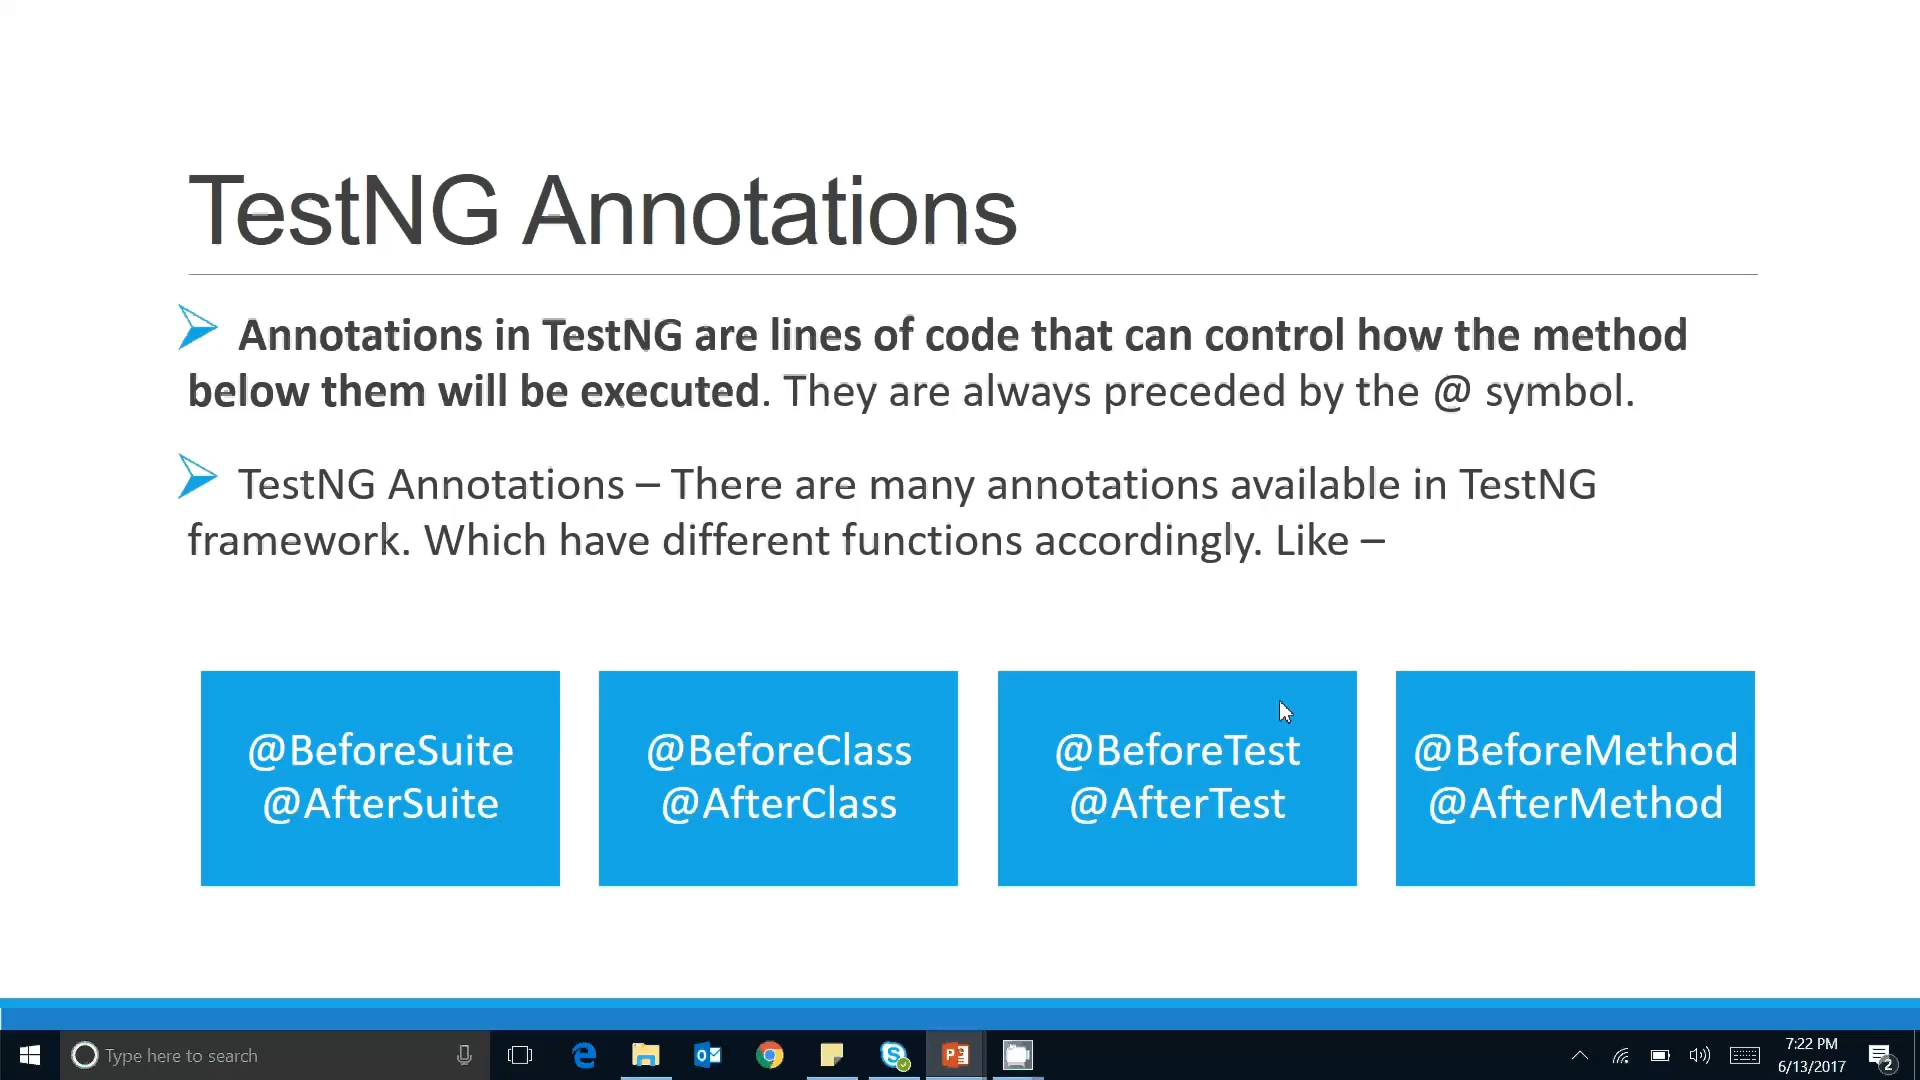 TestNG Annotations
Annotations in TestNG are lines of code that can control how the method
below them will be executed. They are always preceded by the @ symbol.
TestNG Annotations – There are many annotations available in TestNG
framework. Which have different functions accordingly. Like –
@BeforeSuite
@AfterSuite
@BeforeClass
@AfterClass
@BeforeTest
@AfterTest
@BeforeMethod
@AfterMethod
Type here to search
7:22 PM
6/13/2017
2